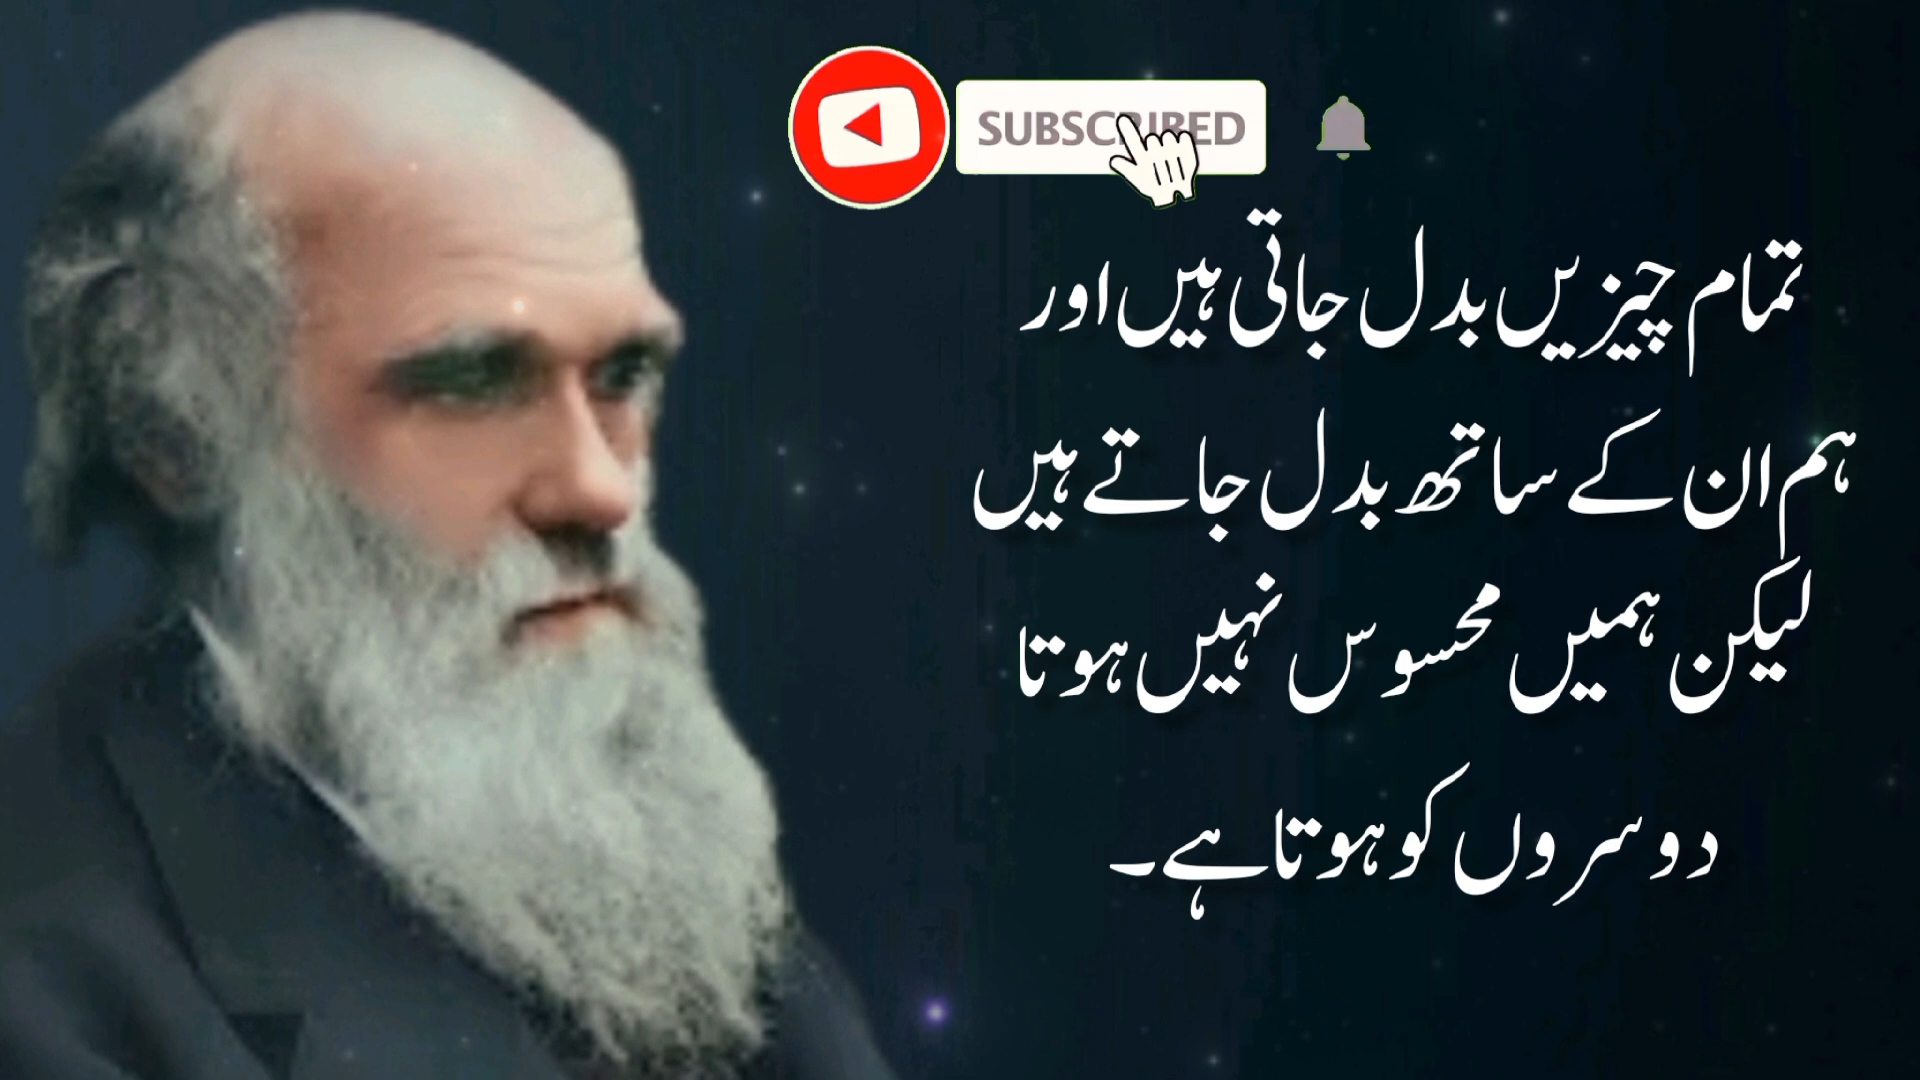 SUBSCRIBED
تمام چیزیں بدل جاتی ہیں اور
ہم ان کے ساتھ بدل جاتے ہیں
لیکن ہمیں محسوس نہیں ہوتا
دوسروں کو ہوتا ہے۔